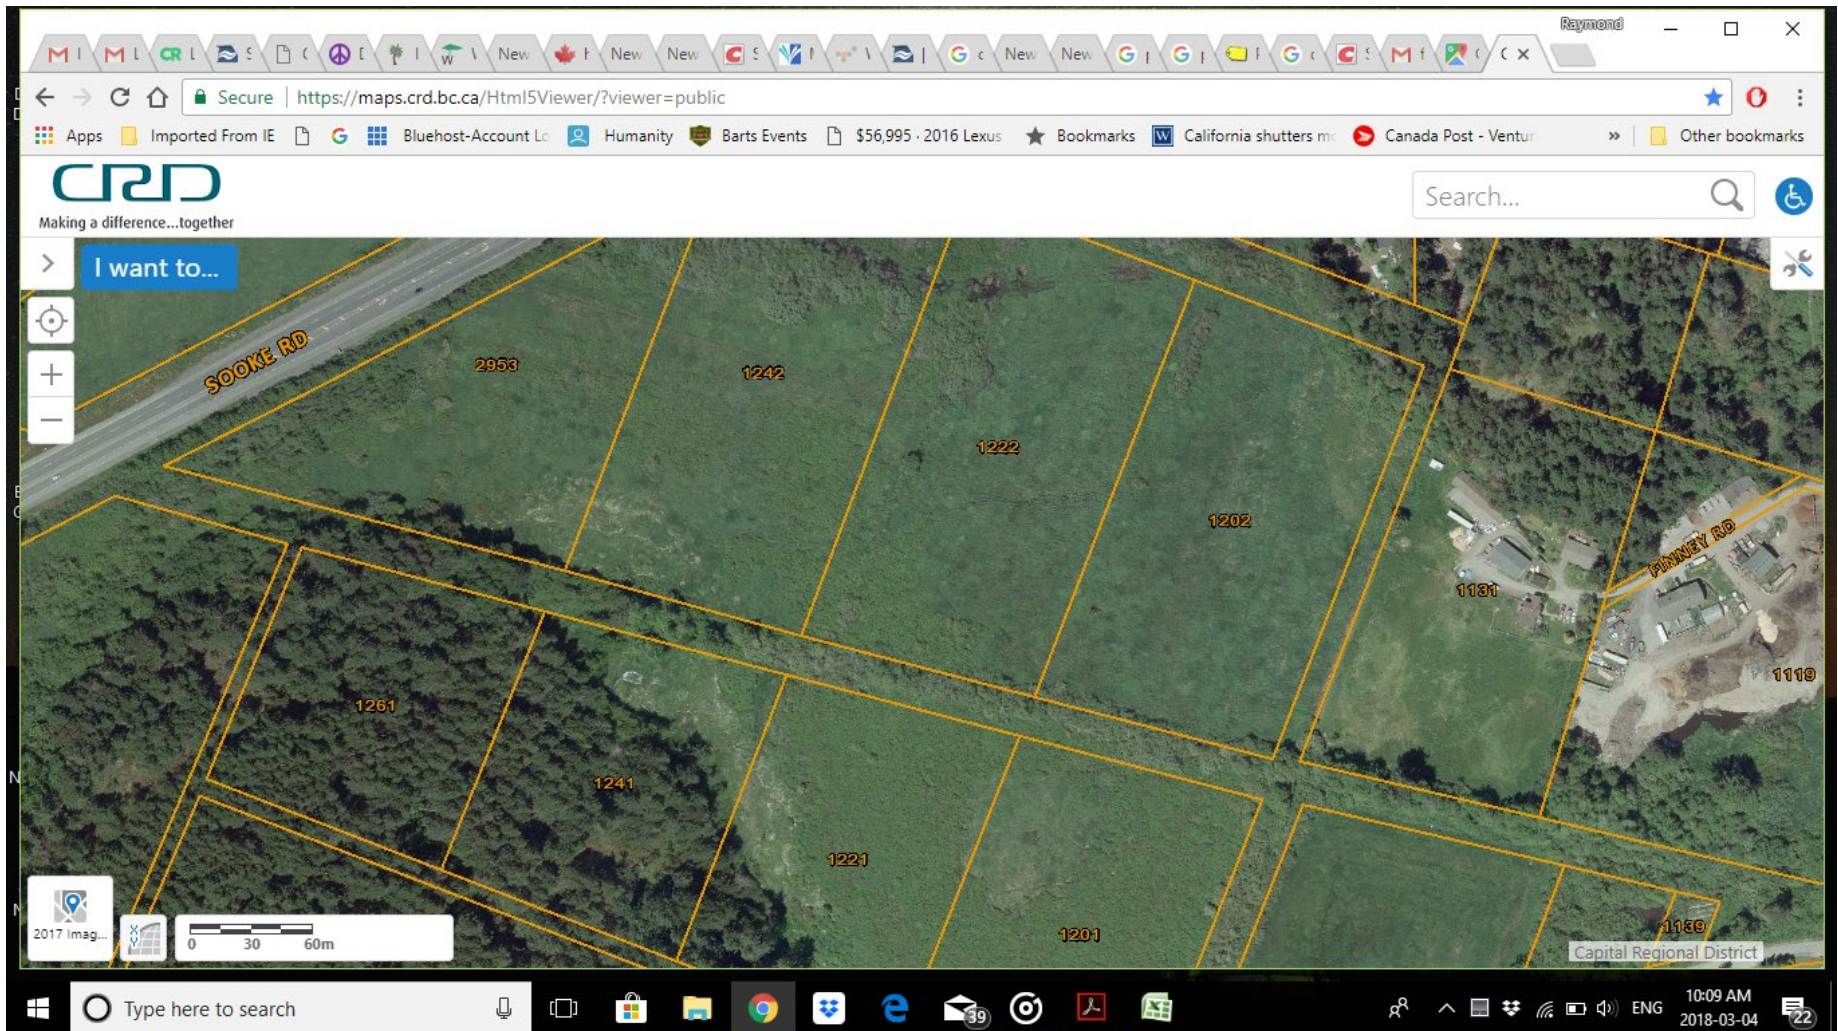 Raymond
New New New New New
Secure https://maps.crd.bc.ca/Html5Viewer/?viewer=public
Apps Imported From IE Bluehost-Account Lo Humanity Barts Events $56,995 · 2016 Lexus Bookmarks California shutters mo Canada Post - Ventur » Other bookmarks
CRD
Making a difference...together
Search...
I want to...
SOOKE RD
2953
1242
1222
1202
FINNEY RD
1131
1119
1261
1241
1221
1201
1139
2017 Imag...
X
Y
0 30 60m
Capital Regional District
Type here to search
39
ENG
10:09 AM
2018-03-04
22